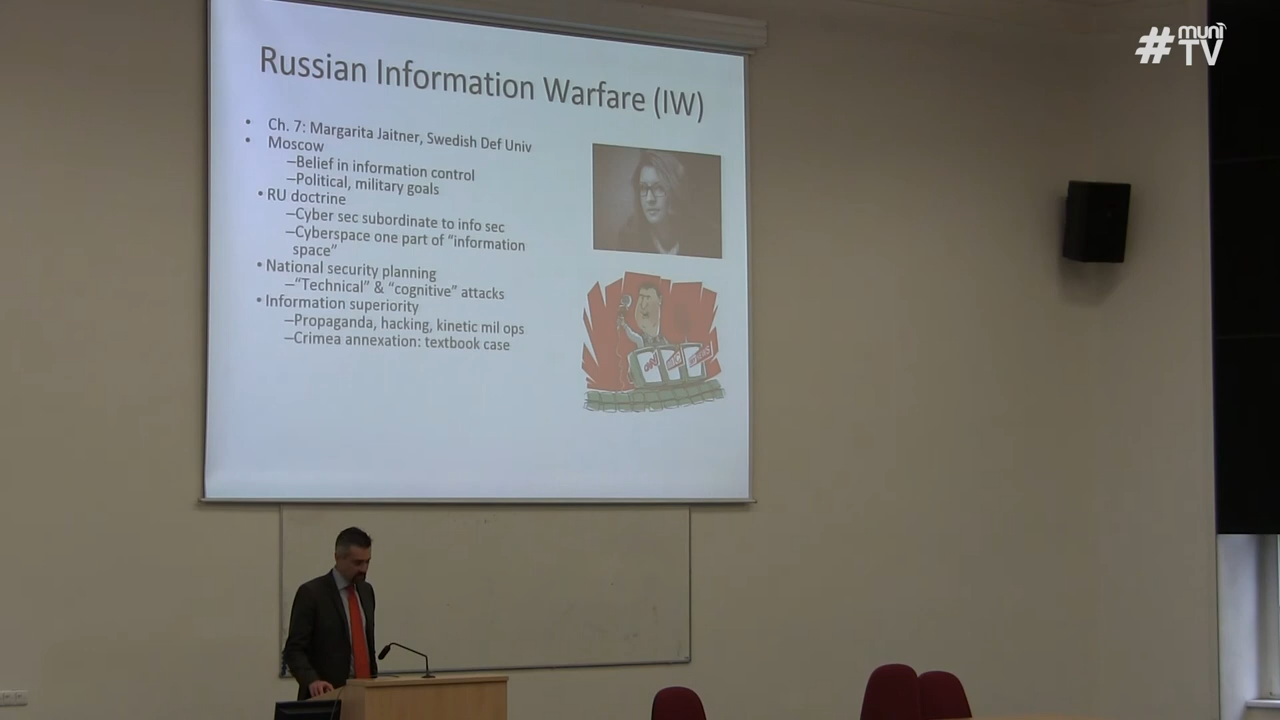 # muni TV
Russian Information Warfare (IW)
• Ch. 7: Margarita Jaitner, Swedish Def Univ
• Moscow
–Belief in information control
–Political, military goals
• RU doctrine
–Cyber sec subordinate to info sec
–Cyberspace one part of “information
space”
• National security planning
–“Technical” & “cognitive” attacks
• Information superiority
–Propaganda, hacking, kinetic mil ops
–Crimea annexation: textbook case